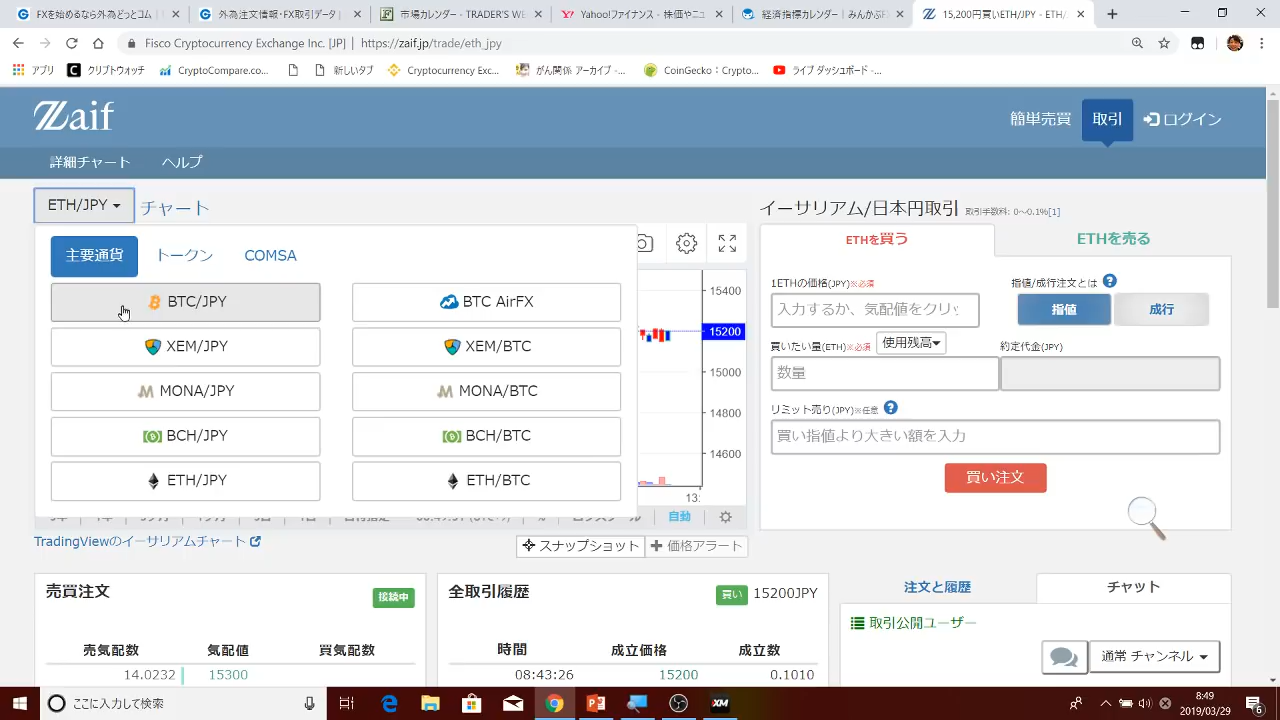 FXを始めるなら外為どっとコム |
外為注文情報-FX取引データ
市場カレンダー - TRADER'S WE
Yahoo!ファイナンス - 株価やニュ
経済指標カレンダー | みんかぶFX
15,200円買いETH/JPY - ETH/
Fisco Cryptocurrency Exchange Inc. [JP] | https://zaif.jp/trade/eth_jpy
アプリ クリプトウォッチ CryptoCompare.co... 新しいタブ Cryptocurrency Exc... がん関係 アーカイブ -... CoinGecko：Crypto... ライブ ダッシュボード -...
Zaif
簡単売買 取引 ログイン
詳細チャート ヘルプ
ETH/JPY チャート
主要通貨 トークン COMSA
BTC/JPY BTC AirFX
XEM/JPY XEM/BTC
MONA/JPY MONA/BTC
BCH/JPY BCH/BTC
ETH/JPY ETH/BTC
15400
15200
15000
14800
14600
13:
自動
TradingViewのイーサリアムチャート
スナップショット 価格アラート
イーサリアム/日本円取引 取引手数料: 0〜0.1%[1]
ETHを買う ETHを売る
1ETHの価格(JPY)※必須 指値/成行注文とは
入力するか、気配値をクリッ 指値 成行
買いたい量(ETH)※必須 使用残高 約定代金(JPY)
数量
リミット売り(JPY)※任意
買い指値より大きい額を入力
買い注文
売買注文 接続中
売気配数 気配値 買気配数
14.0232 15300
全取引履歴 買い 15200JPY
時間 成立価格 成立数
08:43:26 15200 0.1010
注文と履歴 チャット
取引公開ユーザー
通常 チャンネル
ここに入力して検索
XM
8:49
2019/03/29
6